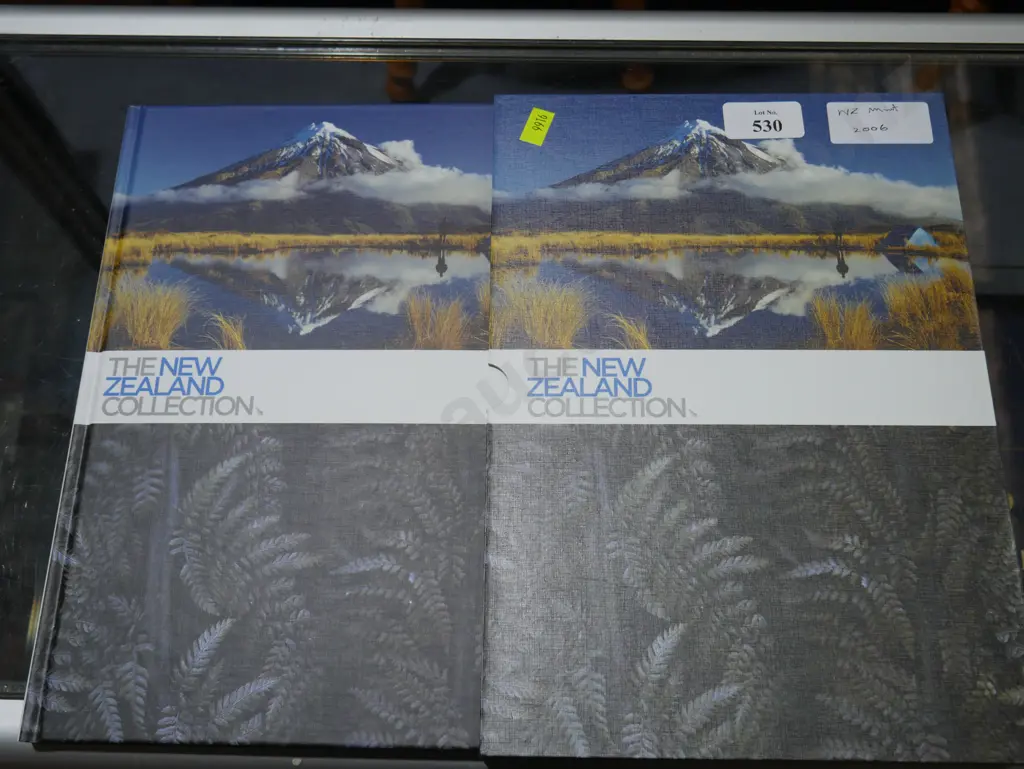 9916
Lot No.
530
NZ Mint
2006
THE NEW
ZEALAND
COLLECTION
THE NEW
ZEALAND
COLLECTION